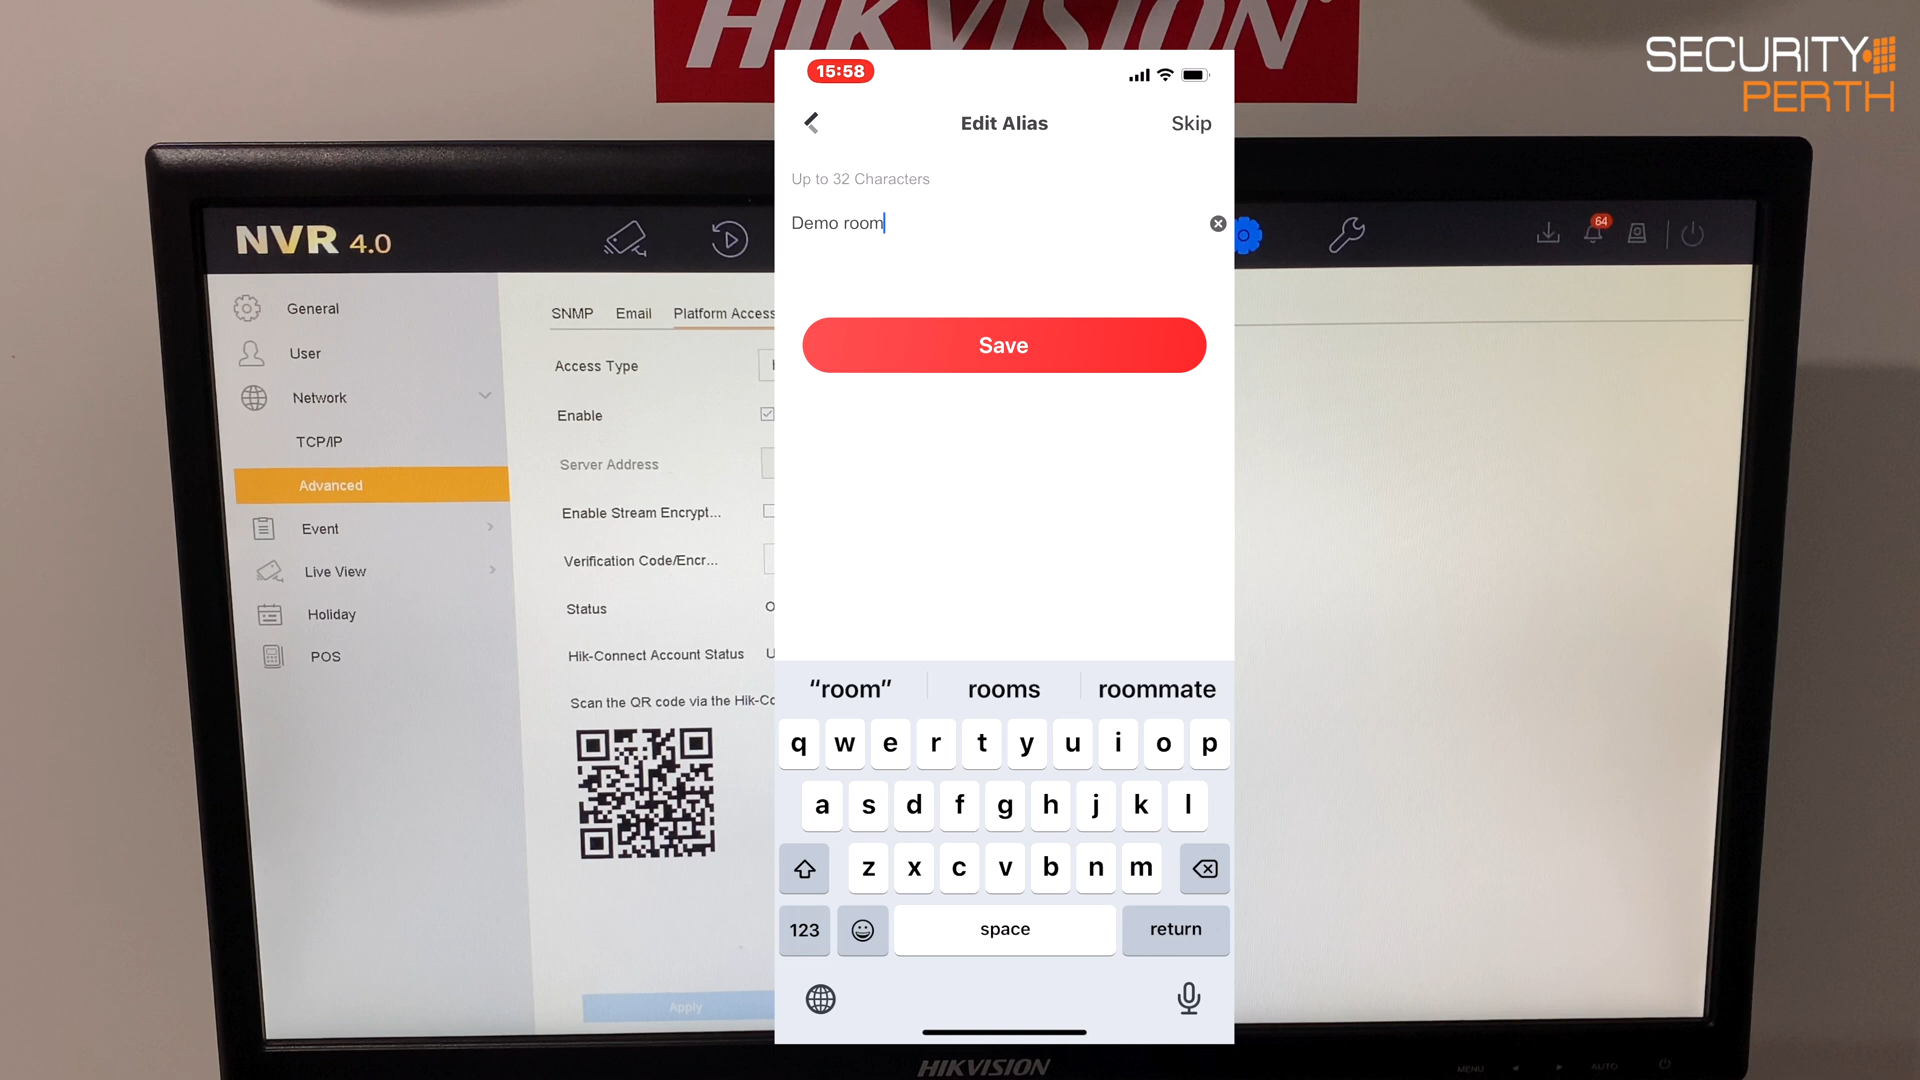 HIKVISION
SECURITY
PERTH
15:58
Edit Alias
Skip
Up to 32 Characters
Demo room
Save
NVR 4.0
64
General
User
Network
TCP/IP
Advanced
Event
Live View
Holiday
POS
SNMP
Email
Platform Access
Access Type
Enable
Server Address
Enable Stream Encrypt...
Verification Code/Encr...
Status
O
Hik-Connect Account Status
U
Scan the QR code via the Hik-Co
Apply
“room”
rooms
roommate
q w e r t y u i o p
a s d f g h j k l
z x c v b n m
123
space
return
HIKVISION
MENU
AUTO